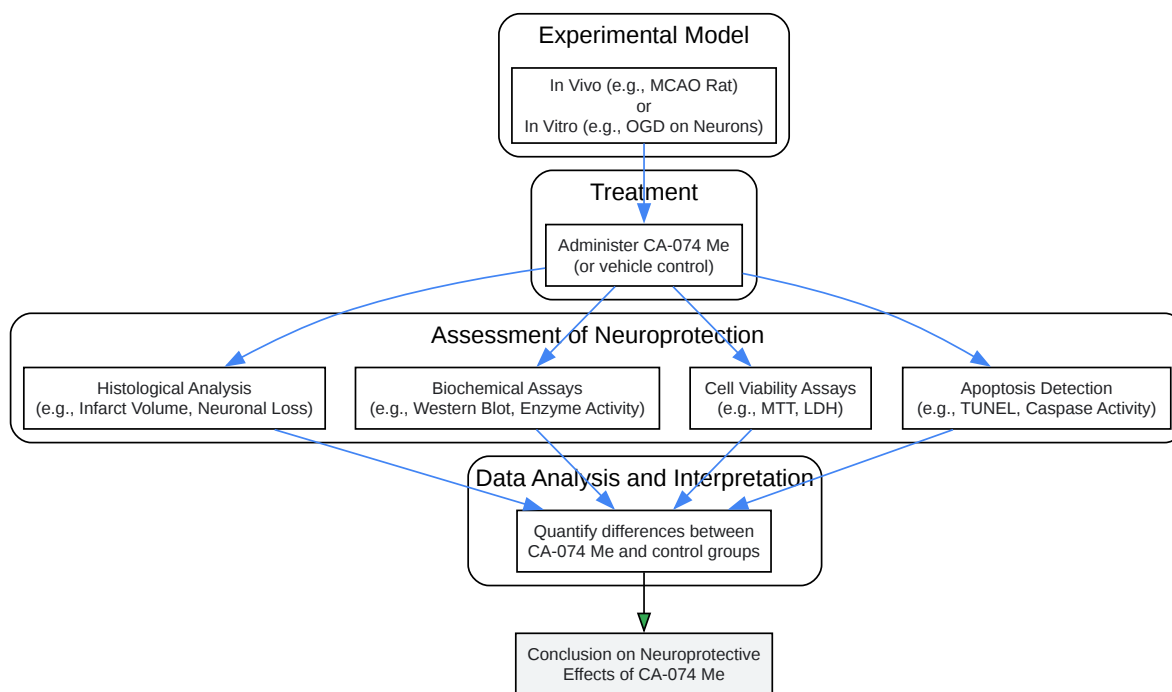 Experimental Model
In Vivo (e.g., MCAO Rat)
or
In Vitro (e.g., OGD on Neurons)
Treatment
Administer CA-074 Me
(or vehicle control)
Assessment of Neuroprotection
Histological Analysis
(e.g., Infarct Volume, Neuronal Loss)
Biochemical Assays
(e.g., Western Blot, Enzyme Activity)
Cell Viability Assays
(e.g., MTT, LDH)
Apoptosis Detection
(e.g., TUNEL, Caspase Activity)
Data Analysis and Interpretation
Quantify differences between
CA-074 Me and control groups
Conclusion on Neuroprotective
Effects of CA-074 Me